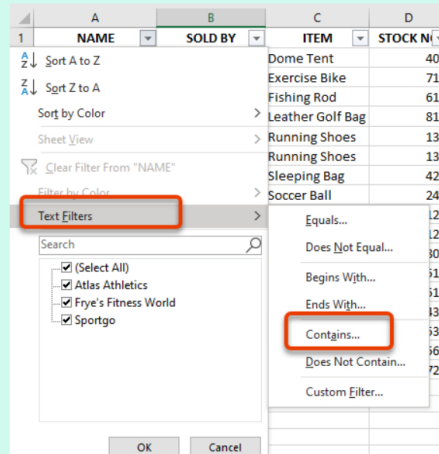 A B C D
1 NAME SOLD BY ITEM STOCK N
Sort A to Z
Sort Z to A
Sort by Color
Sheet View
Clear Filter From "NAME"
Filter by Color
Text Filters
Search
(Select All)
Atlas Athletics
Frye's Fitness World
Sportgo
OK Cancel
Dome Tent 40
Exercise Bike 71
Fishing Rod 61
Leather Golf Bag 81
Running Shoes 13
Running Shoes 13
Sleeping Bag 42
Soccer Ball 24
Equals...
Does Not Equal...
Begins With...
Ends With...
Contains...
Does Not Contain...
Custom Filter...